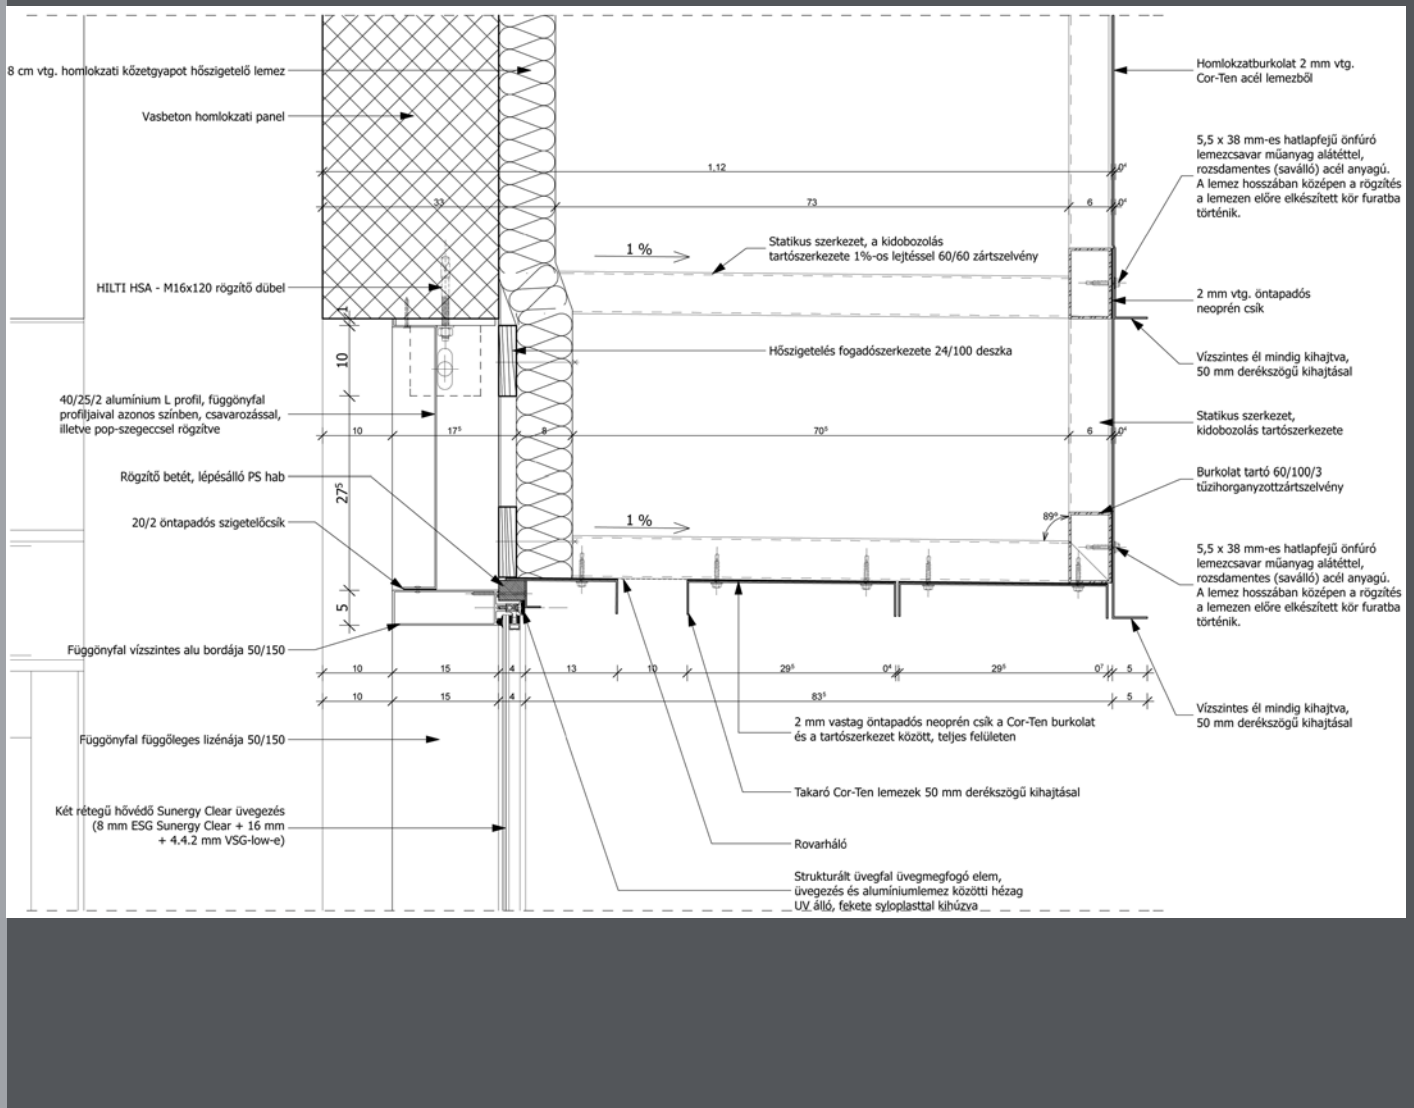 8 cm vtg. homlokzati kőzetgyapot hőszigetelő lemez
Vasbeton homlokzati panel
HILTI HSA - M16x120 rögzítő dübel
40/25/2 alumínium L profil, függönyfal
profiljaival azonos színben, csavarozással,
illetve pop-szegeccsel rögzítve
Rögzítő betét, lépésálló PS hab
20/2 öntapadós szigetelőcsík
Függönyfal vízszintes alu bordája 50/150
Függönyfal függőleges lizénája 50/150
Két rétegű hővédő Sunergy Clear üvegezés
(8 mm ESG Sunergy Clear + 16 mm
+ 4.4.2 mm VSG-low-e)
1,12
0⁴
33
73
6
0⁴
1 %
Statikus szerkezet, a kidobozolás
tartószerkezete 1%-os lejtéssel 60/60 zártszelvény
1
10
27⁵
5
Hőszigetelés fogadószerkezete 24/100 deszka
10
17⁵
8
70⁵
6
0⁴
1 %
89°
10
15
4
13
10
29⁵
0⁴
29⁵
0⁷
5
10
15
4
83⁵
5
2 mm vastag öntapadós neoprén csík a Cor-Ten burkolat
és a tartószerkezet között, teljes felületen
Takaró Cor-Ten lemezek 50 mm derékszögű kihajtásal
Rovarháló
Strukturált üvegfal üvegmegfogó elem,
üvegezés és alumíniumlemez közötti hézag
UV álló, fekete syloplasttal kihúzva
Homlokzatburkolat 2 mm vtg.
Cor-Ten acél lemezből
5,5 x 38 mm-es hatlapfejű önfúró
lemezcsavar műanyag alátéttel,
rozsdamentes (saválló) acél anyagú.
A lemez hosszában középen a rögzítés
a lemezen előre elkészített kör furatba
történik.
2 mm vtg. öntapadós
neoprén csík
Vízszintes él mindig kihajtva,
50 mm derékszögű kihajtásal
Statikus szerkezet,
kidobozolás tartószerkezete
Burkolat tartó 60/100/3
tűzihorganyzottzártszelvény
5,5 x 38 mm-es hatlapfejű önfúró
lemezcsavar műanyag alátéttel,
rozsdamentes (saválló) acél anyagú.
A lemez hosszában középen a rögzítés
a lemezen előre elkészített kör furatba
történik.
Vízszintes él mindig kihajtva,
50 mm derékszögű kihajtásal